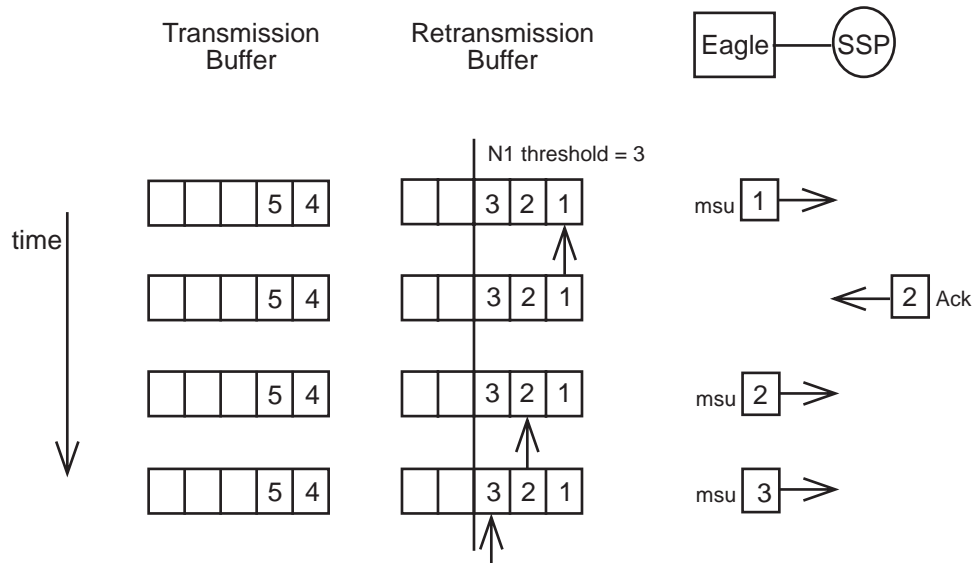 Transmission
Buffer
Retransmission
Buffer
Eagle
SSP
N1 threshold = 3
5 4
3 2 1
msu 1
time
5 4
3 2 1
2 Ack
5 4
3 2 1
msu 2
5 4
3 2 1
msu 3